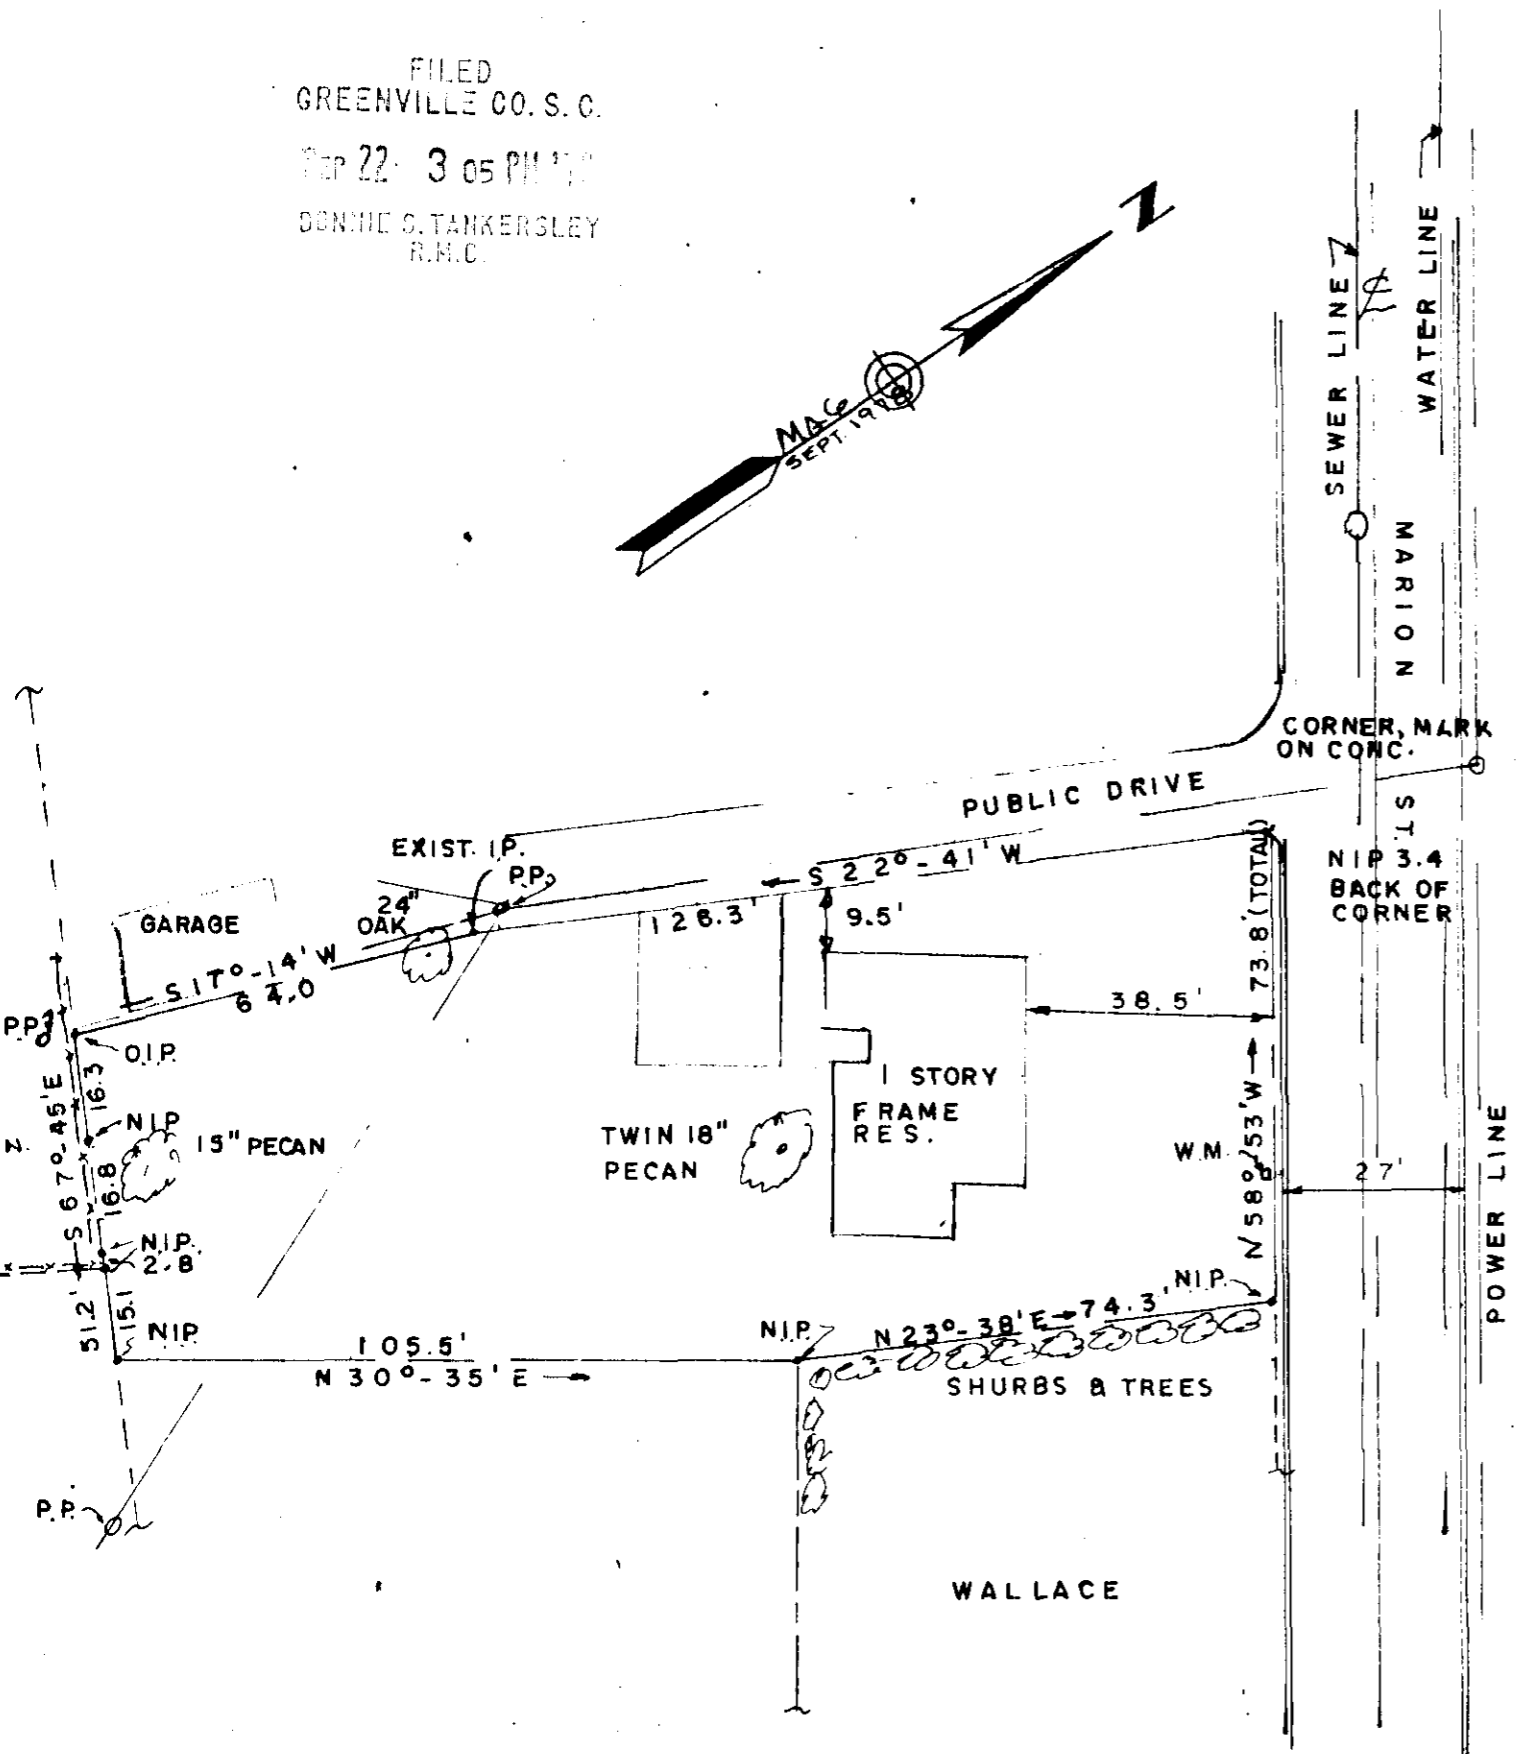 FILED
GREENVILLE CO. S. C.
SEP 22 3 05 PM
DONNIE S. TANKERSLEY
R.M.C.
Z
MAG
SEPT. 1978
SEWER LINE
℄
WATER LINE
MARION ST.
CORNER, MARK
ON CONC.
PUBLIC DRIVE
EXIST. I.P.
P.P.
S 22°-41' W
126.3'
NIP 3.4
BACK OF
CORNER
24"
OAK
GARAGE
S 17°-14' W
64.0
9.5'
73.8' (TOTAL)
38.5'
P.P.
O.I.P.
16.3
N.I.P.
15" PECAN
S 67°-45' E
16.8
Z.
N.I.P.
2.8
51.2'
15.1
NIP.
1 STORY
FRAME
RES.
TWIN 18"
PECAN
W.M.
N 58°-53' W
27'
POWER LINE
105.5'
N 30°-35' E
N.I.P.
N 23°-38' E 74.3'
N.I.P.
SHURBS & TREES
P.P.
WALLACE